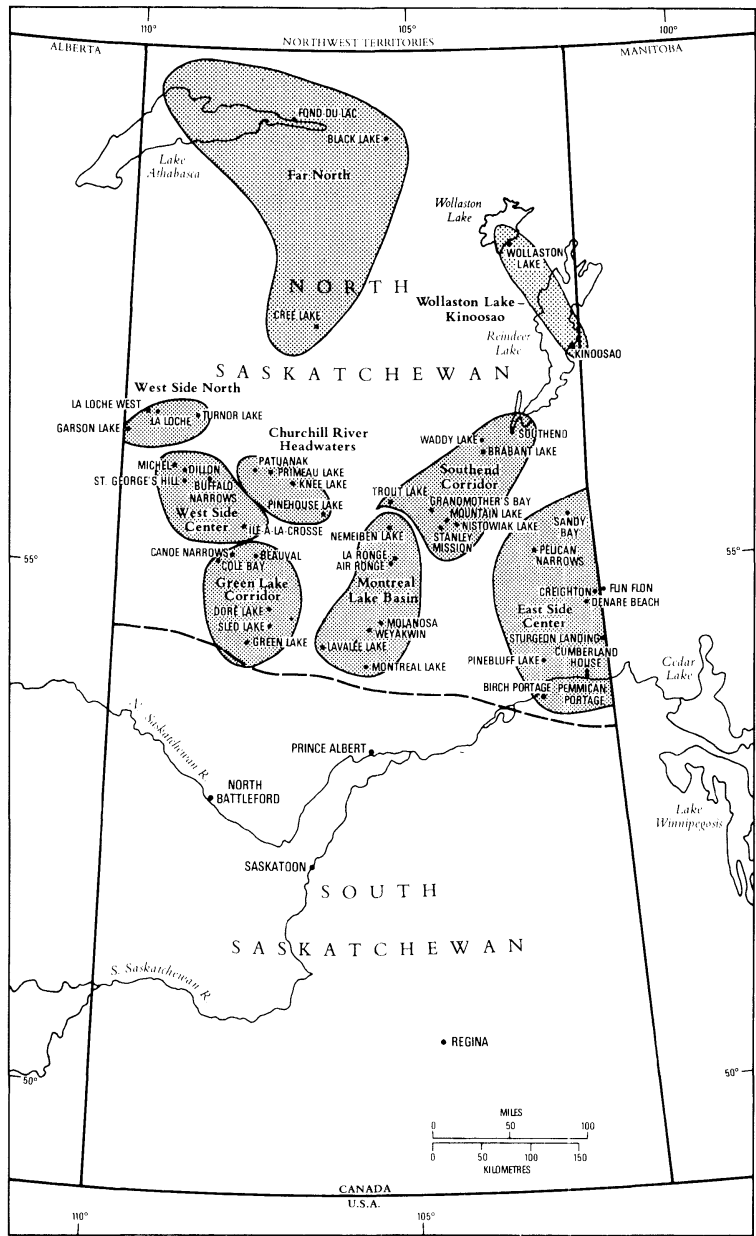 110°
105°
100°
ALBERTA
NORTHWEST TERRITORIES
MANITOBA
FOND DU LAC
BLACK LAKE
Lake
Athabasca
Far North
Wollaston
Lake
WOLLASTON
LAKE
NORTH
Wollaston Lake–
Kinoosao
CREE LAKE
Reindeer
Lake
KINOOSAO
SASKATCHEWAN
West Side North
LA LOCHE WEST
LA LOCHE
TURNOR LAKE
GARSON LAKE
SOUTHEND
Churchill River
Headwaters
WADDY LAKE
BRABANT LAKE
MICHEL
DILLON
PATUANAK
PRIMEAU LAKE
Southend
Corridor
ST. GEORGE'S HILL
BUFFALO
NARROWS
KNEE LAKE
TROUT LAKE
GRANDMOTHER'S BAY
West Side
Center
PINEHOUSE LAKE
MOUNTAIN LAKE
NISTOWIAK LAKE
SANDY
BAY
ILE-À-LA-CROSSE
NEMEIBEN LAKE
STANLEY
MISSION
55°
CANOE NARROWS
BEAUVAL
COLE BAY
LA RONGE
AIR RONGE
PELICAN
NARROWS
55°
Green Lake
Corridor
Montreal
Lake Basin
CREIGHTON
FLIN FLON
DENARE BEACH
DORÉ LAKE
SLED LAKE
MOLANOSA
WEYAKWIN
East Side
Center
GREEN LAKE
LAVALÉE LAKE
STURGEON LANDING
MONTREAL LAKE
PINEBLUFF LAKE
CUMBERLAND
HOUSE
Cedar
Lake
BIRCH PORTAGE
PEMMICAN
PORTAGE
N. Saskatchewan R.
PRINCE ALBERT
NORTH
BATTLEFORD
Lake
Winnipegosis
SASKATOON
SOUTH
SASKATCHEWAN
S. Saskatchewan R.
REGINA
50°
50°
MILES
0 50 100
0 50 100 150
KILOMETRES
CANADA
U.S.A.
110°
105°